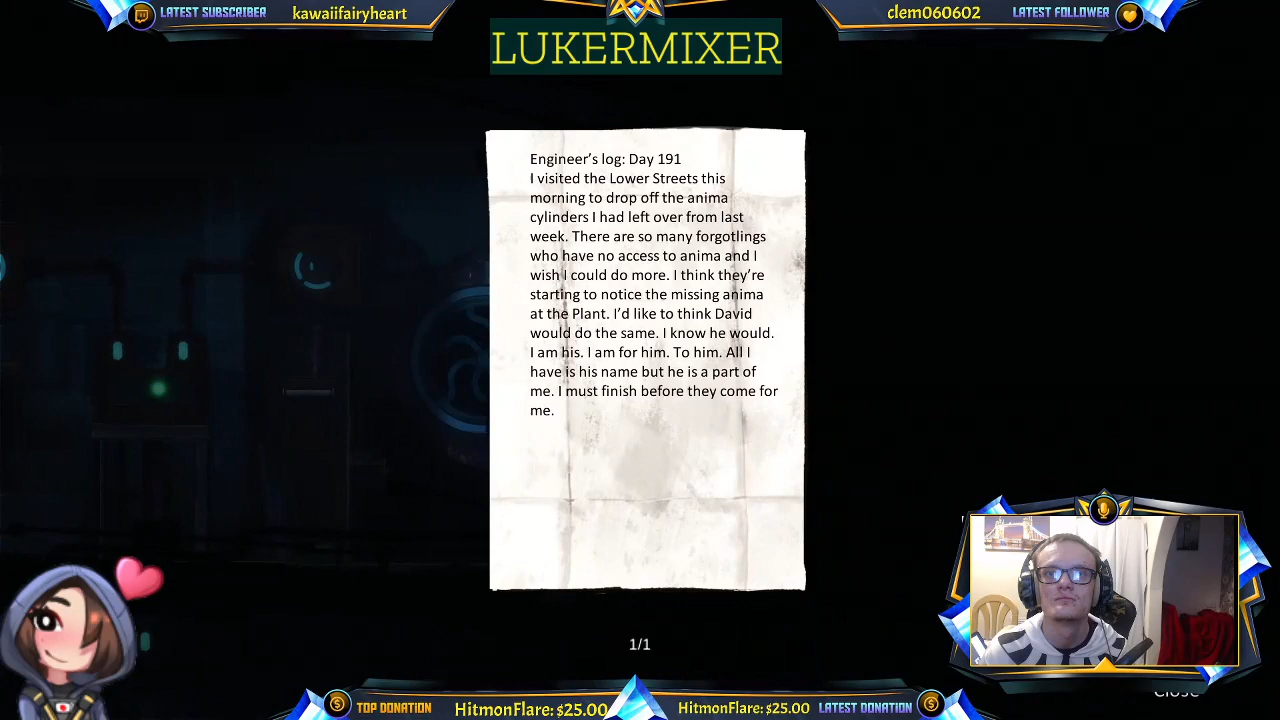 LATEST SUBSCRIBER
kawaiifairyheart
clem060602
LATEST FOLLOWER
LUKERMIXER
Engineer's log: Day 191
I visited the Lower Streets this
morning to drop off the anima
cylinders I had left over from last
week. There are so many forgotlings
who have no access to anima and I
wish I could do more. I think they're
starting to notice the missing anima
at the Plant. I'd like to think David
would do the same. I know he would.
I am his. I am for him. To him. All I
have is his name but he is a part of
me. I must finish before they come for
me.
1/1
Close
TOP DONATION
HitmonFlare: $25.00
HitmonFlare: $25.00
LATEST DONATION